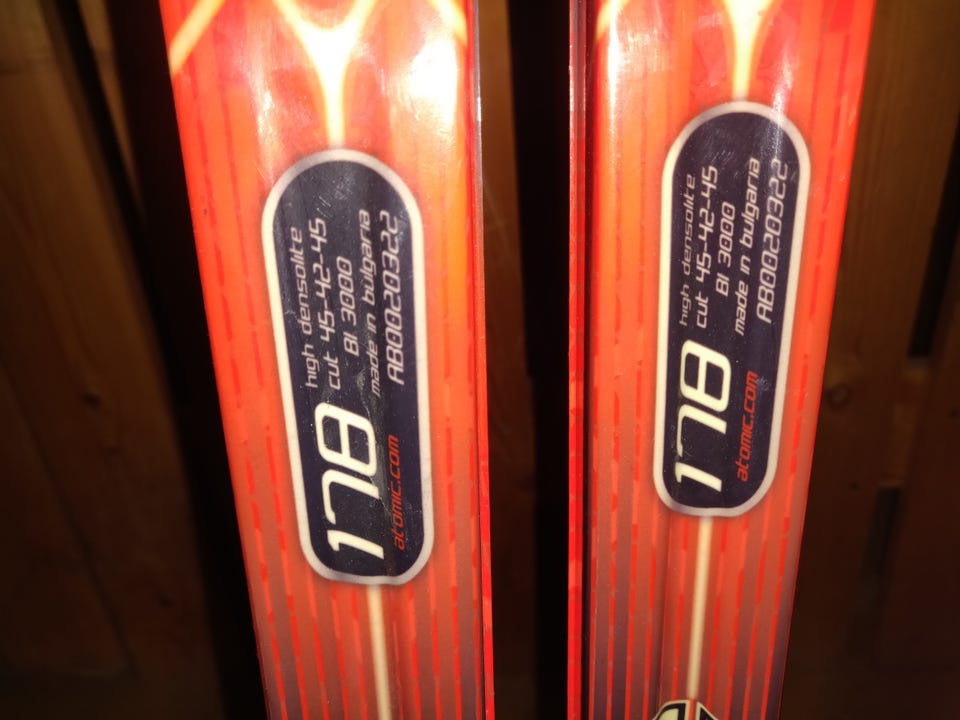 178
high densolite
cut 45-42-45
BI 3000
made in bulgaria
AB0020322
atomic.com
178
high densolite
cut 45-42-45
BI 3000
made in bulgaria
AB0020322
atomic.com